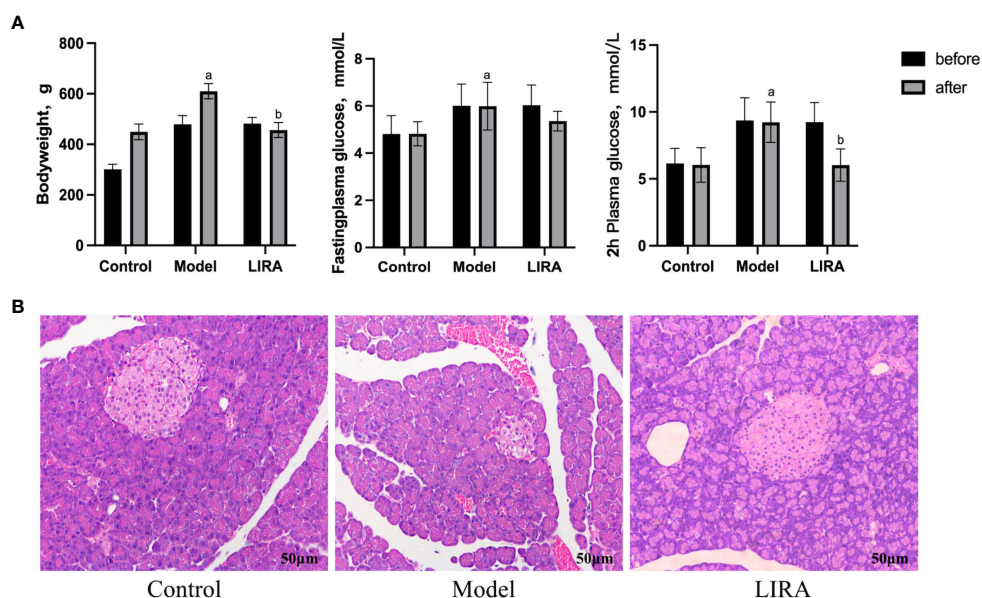 A
Bodyweight, g
800
600
400
200
0
a
b
Control Model LIRA
Fastingplasma glucose, mmol/L
8
6
4
2
0
a
Control Model LIRA
2h Plasma glucose, mmol/L
15
10
5
0
a
b
Control Model LIRA
before
after
B
50μm
50μm
50μm
Control
Model
LIRA